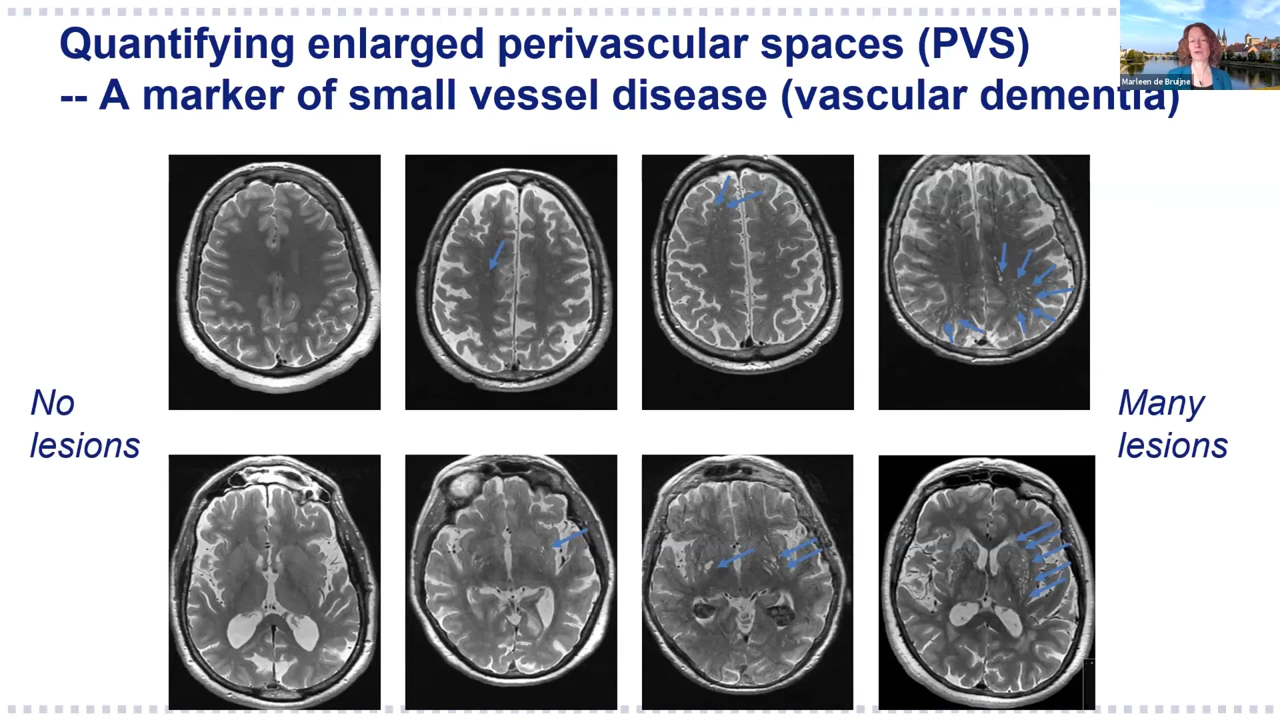 Quantifying enlarged perivascular spaces (PVS)
-- A marker of small vessel disease (vascular dementia)
Marleen de Bruijne
No
lesions
Many
lesions